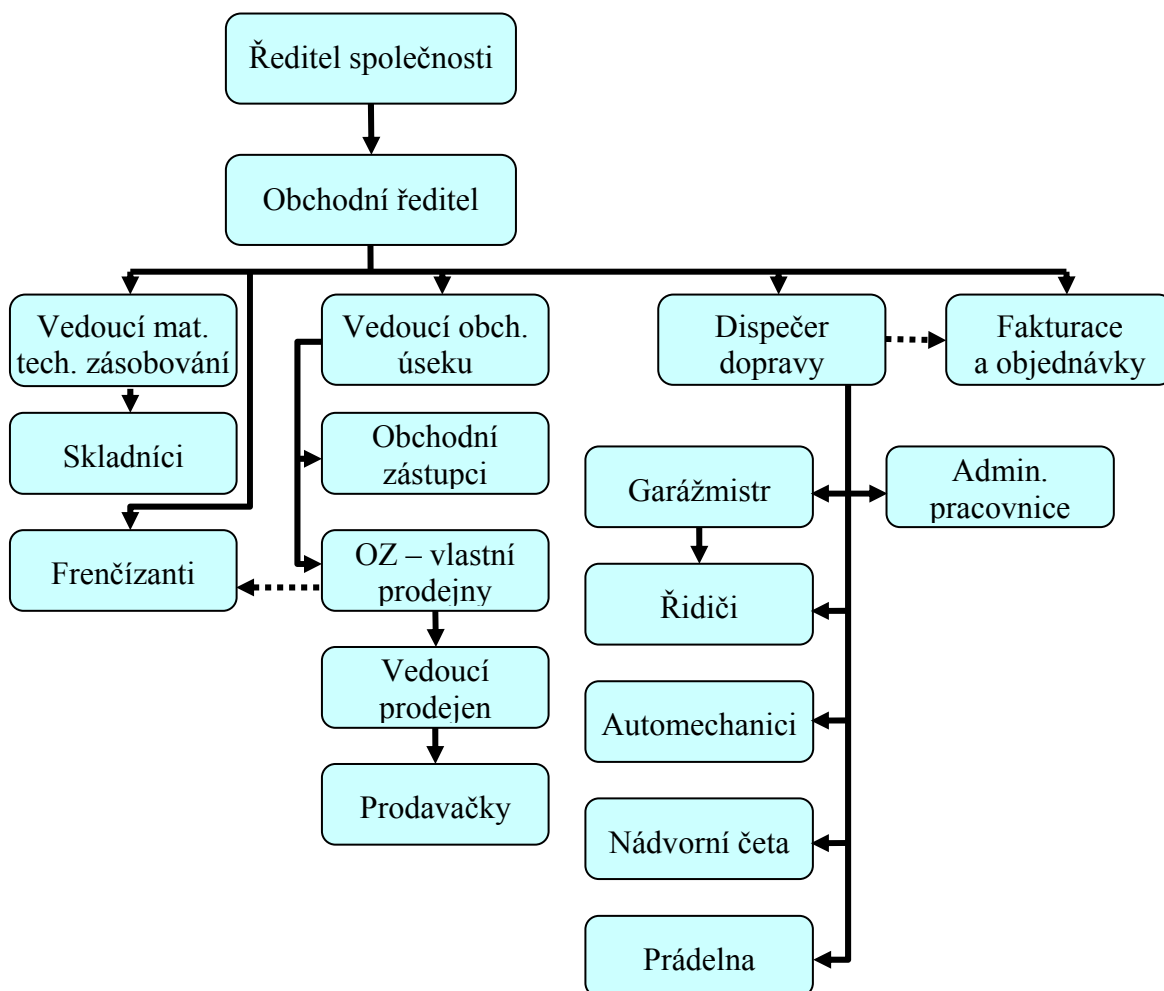 Ředitel společnosti
Obchodní ředitel
Vedoucí mat.
tech. zásobování
Vedoucí obch.
úseku
Dispečer
dopravy
Fakturace
a objednávky
Skladníci
Obchodní
zástupci
Garážmistr
Admin.
pracovnice
Frenčízanti
OZ – vlastní
prodejny
Řidiči
Vedoucí
prodejen
Automechanici
Prodavačky
Nádvorní četa
Prádelna